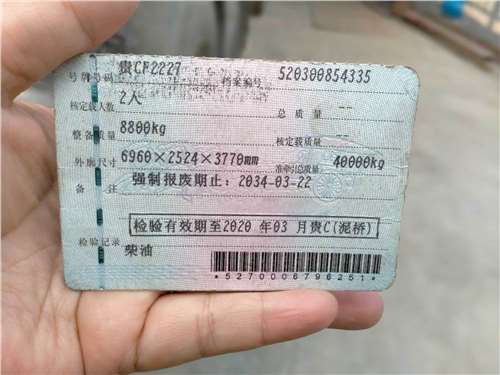 号牌号码 贵CF2227 档案编号 520300854335
核定载人数 2人 总质量 --
整备质量 8800kg 核定载质量 --
外廓尺寸 6960×2524×3770mm 准牵引总质量 40000kg
备注 强制报废期止：2034-03-22
检验有效期至2020 年03 月贵C(泥桥)
检验记录
柴油
*5270006796251*